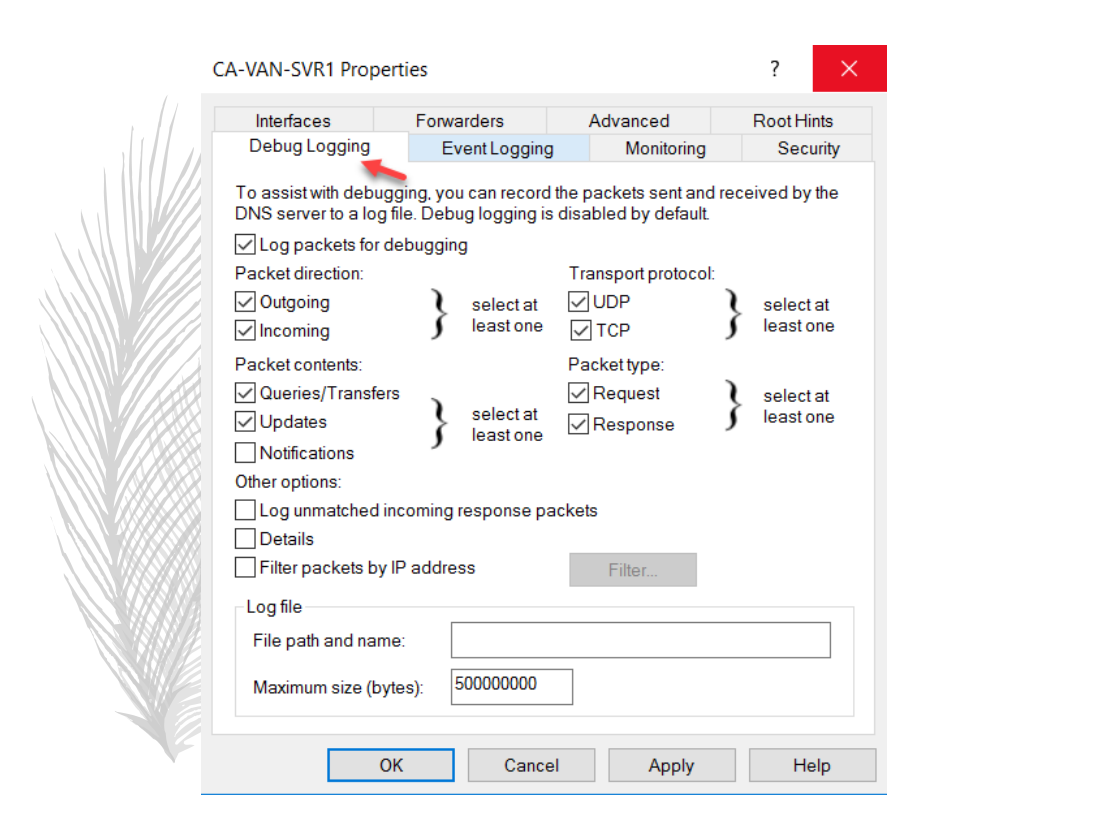 CA-VAN-SVR1 Properties ?
Interfaces Forwarders Advanced Root Hints
Debug Logging Event Logging Monitoring Security
To assist with debugging, you can record the packets sent and received by the
DNS server to a log file. Debug logging is disabled by default.
Log packets for debugging
Packet direction: Transport protocol:
Outgoing select at UDP select at
Incoming least one TCP least one
Packet contents: Packet type:
Queries/Transfers Request select at
Updates select at Response least one
least one
Notifications
Other options:
Log unmatched incoming response packets
Details
Filter packets by IP address Filter...
Log file
File path and name:
Maximum size (bytes): 500000000
OK Cancel Apply Help